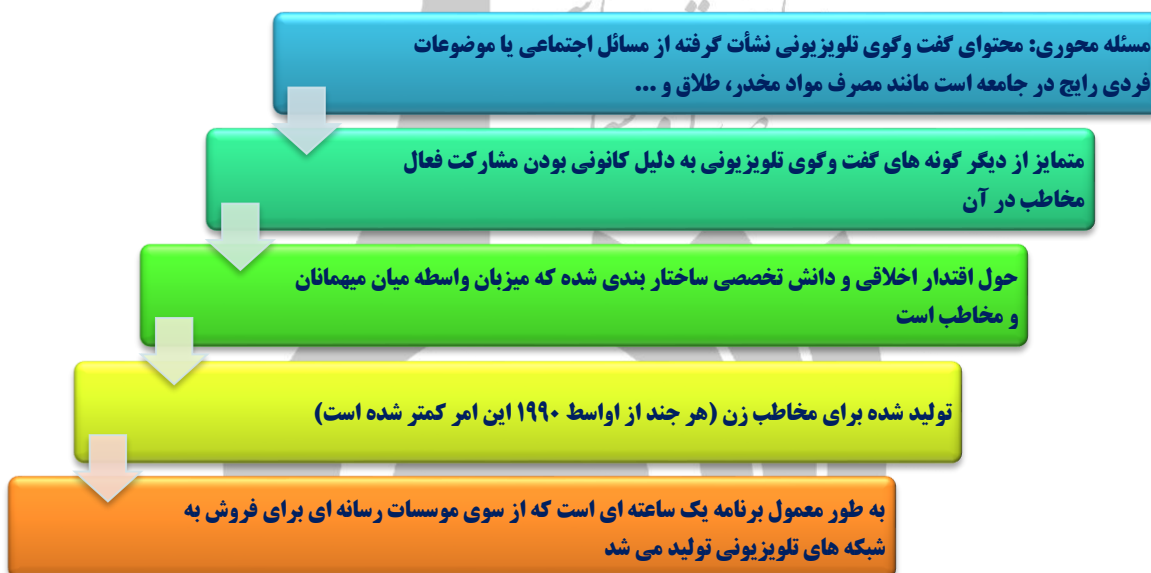 مسئله محوری: محتوای گفت وگوی تلویزیونی نشأت گرفته از مسائل اجتماعی یا موضوعات
فردی رایج در جامعه است مانند مصرف مواد مخدر، طلاق و ...
متمایز از دیگر گونه های گفت وگوی تلویزیونی به دلیل کانونی بودن مشارکت فعال
مخاطب در آن
حول اقتدار اخلاقی و دانش تخصصی ساختار بندی شده که میزبان واسطه میان میهمانان
و مخاطب است
تولید شده برای مخاطب زن (هر جند از اواسط ۱۹۹۰ این امر کمتر شده است)
به طور معمول برنامه یک ساعته ای است که از سوی موسسات رسانه ای برای فروش به
شبکه های تلویزیونی تولید می شد